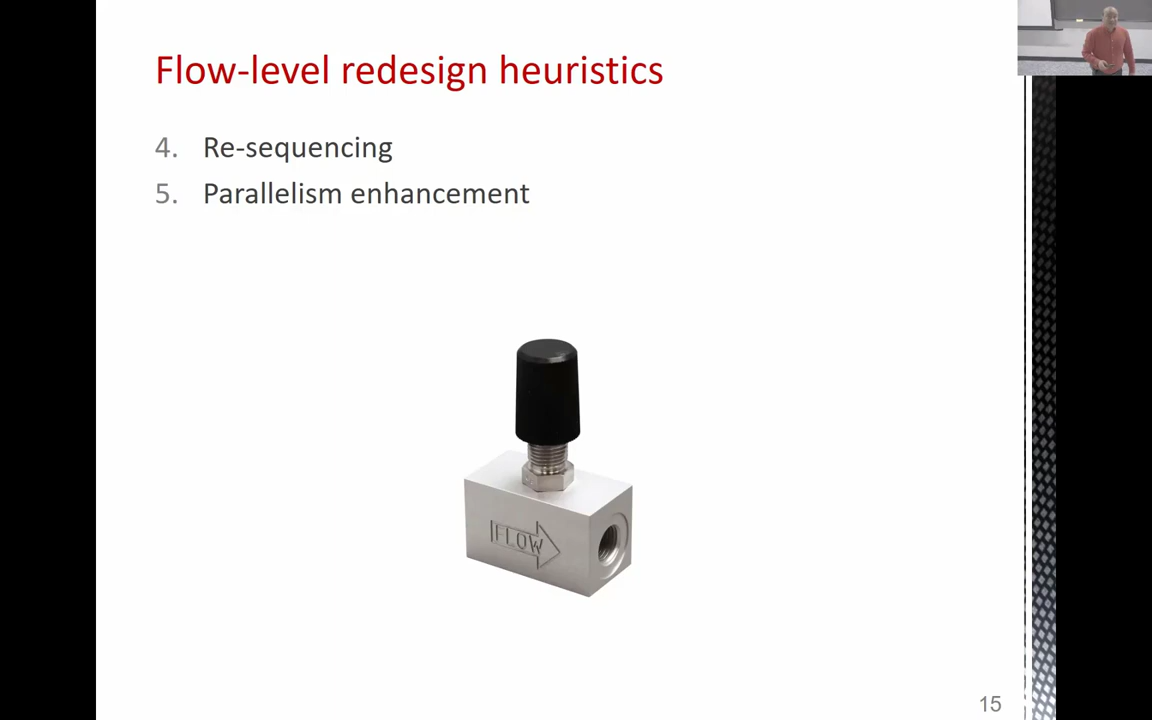 Flow-level redesign heuristics
4. Re-sequencing
5. Parallelism enhancement
FLOW
15